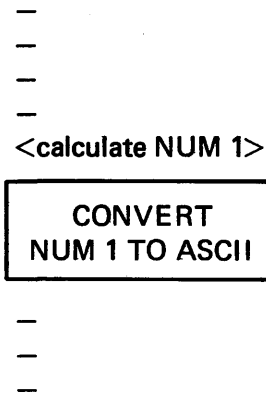 —
—
—
—
<calculate NUM 1>
CONVERT
NUM 1 TO ASCII
—
—
—